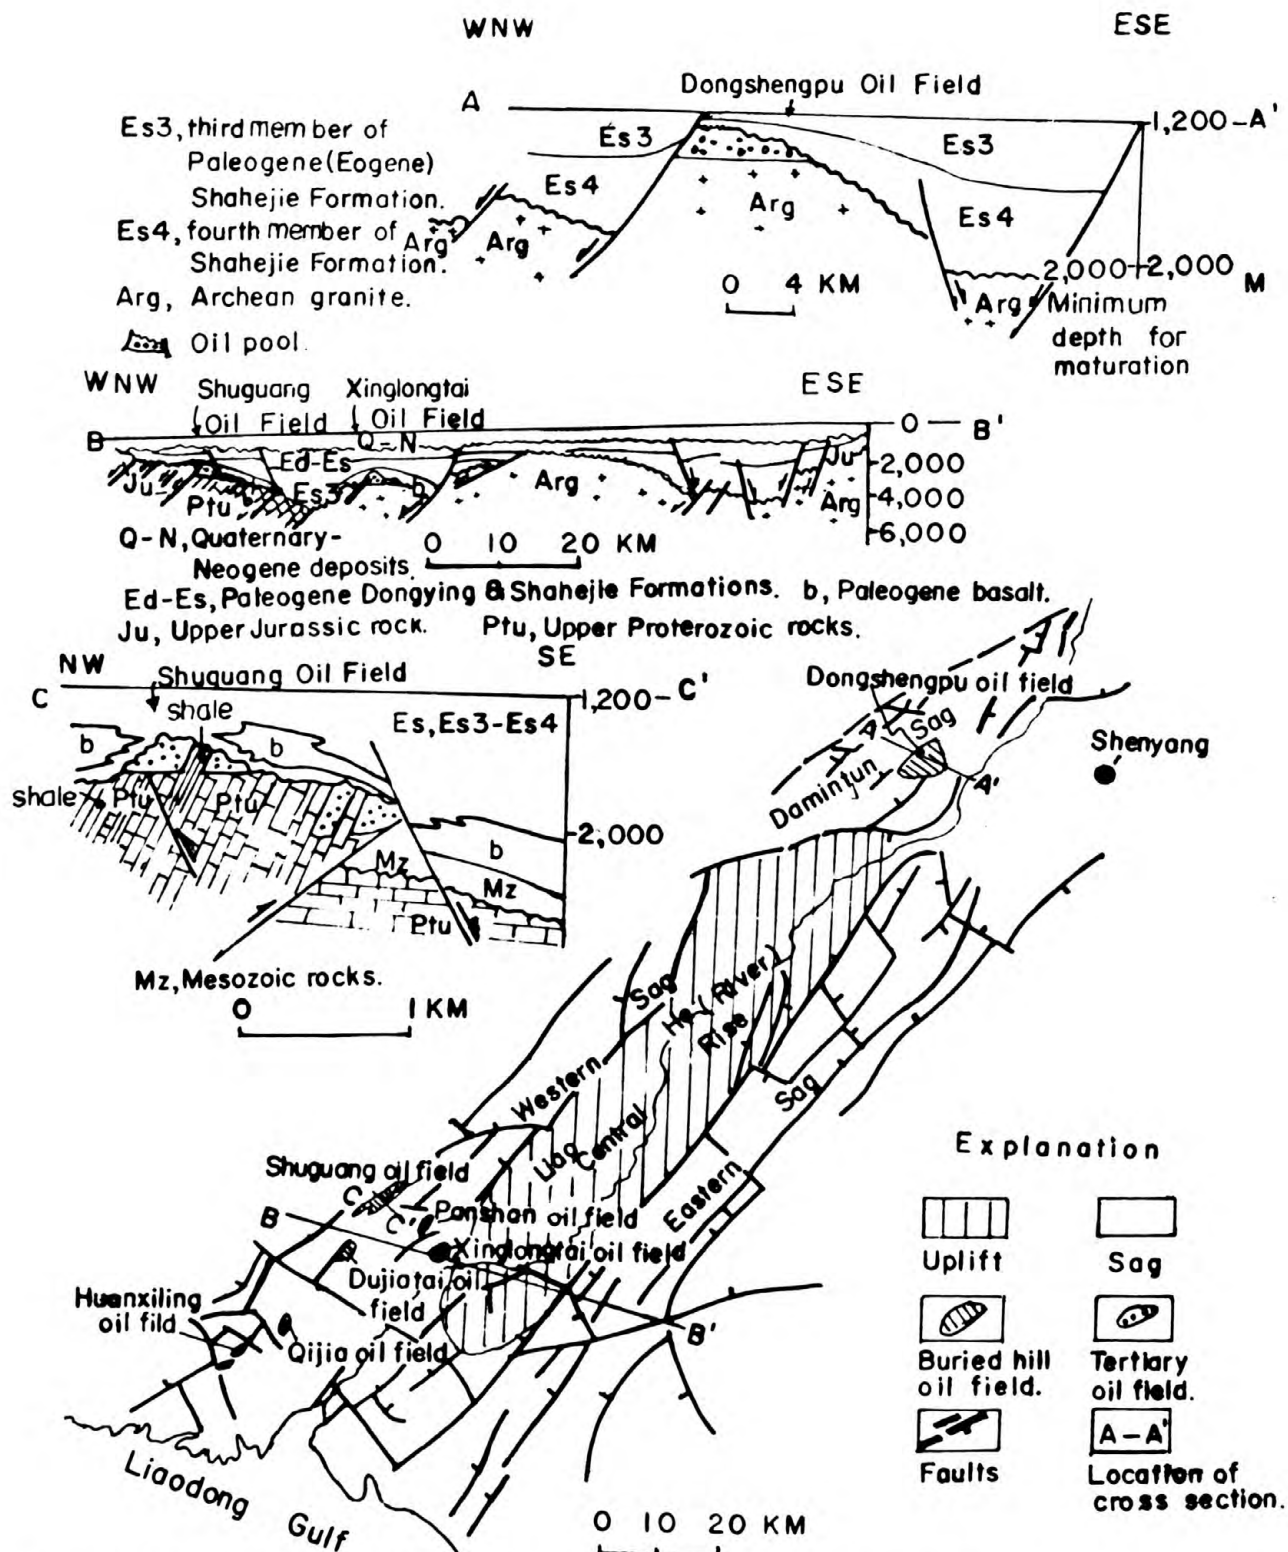 WNW
ESE
Dongshengpu Oil Field
A
1,200-A'
Es3, third member of
Paleogene (Eogene)
Shahejie Formation.
Es4, fourth member of
Shahejie Formation.
Arg, Archean granite.
Oil pool.
Es3
Es3
Es4
Es4
Arg
Arg
Arg
Arg
0 4 KM
2,000
2,000
M
Minimum
depth for
maturation
WNW
ESE
Shuguang
Oil Field
Xinglongtai
Oil Field
B
0 — B'
Q-N
Ed-Es
Es3
b
Ju
Ptu
Arg
Ju
Arg
2,000
4,000
6,000
Q-N, Quaternary-
Neogene deposits.
0 10 20 KM
Ed-Es, Paleogene Dongying & Shahejie Formations. b, Paleogene basalt.
Ju, Upper Jurassic rock. Ptu, Upper Proterozoic rocks.
NW
SE
Shuguang Oil Field
C
1,200- C'
shale
b
b
Es, Es3-Es4
shale
Ptu
Ptu
2,000
b
Mz
Mz
Ptu
Mz, Mesozoic rocks.
0 1 KM
Dongshengpu oil field
A
Sag
A'
Damintun
Shenyang
Western
Sag
Liao
He (River)
Central
Rise
Eastern
Sag
Shuguang oil field
C
C'
B
Panshan oil field
Xinglongtai oil field
Dujiatai oil
field
Huanxiling
oil fild
Qijia oil field
B'
Liaodong
Gulf
0 10 20 KM
Explanation
Uplift
Sag
Buried hill
oil field.
Tertiary
oil field.
A-A'
Faults
Location of
cross section.